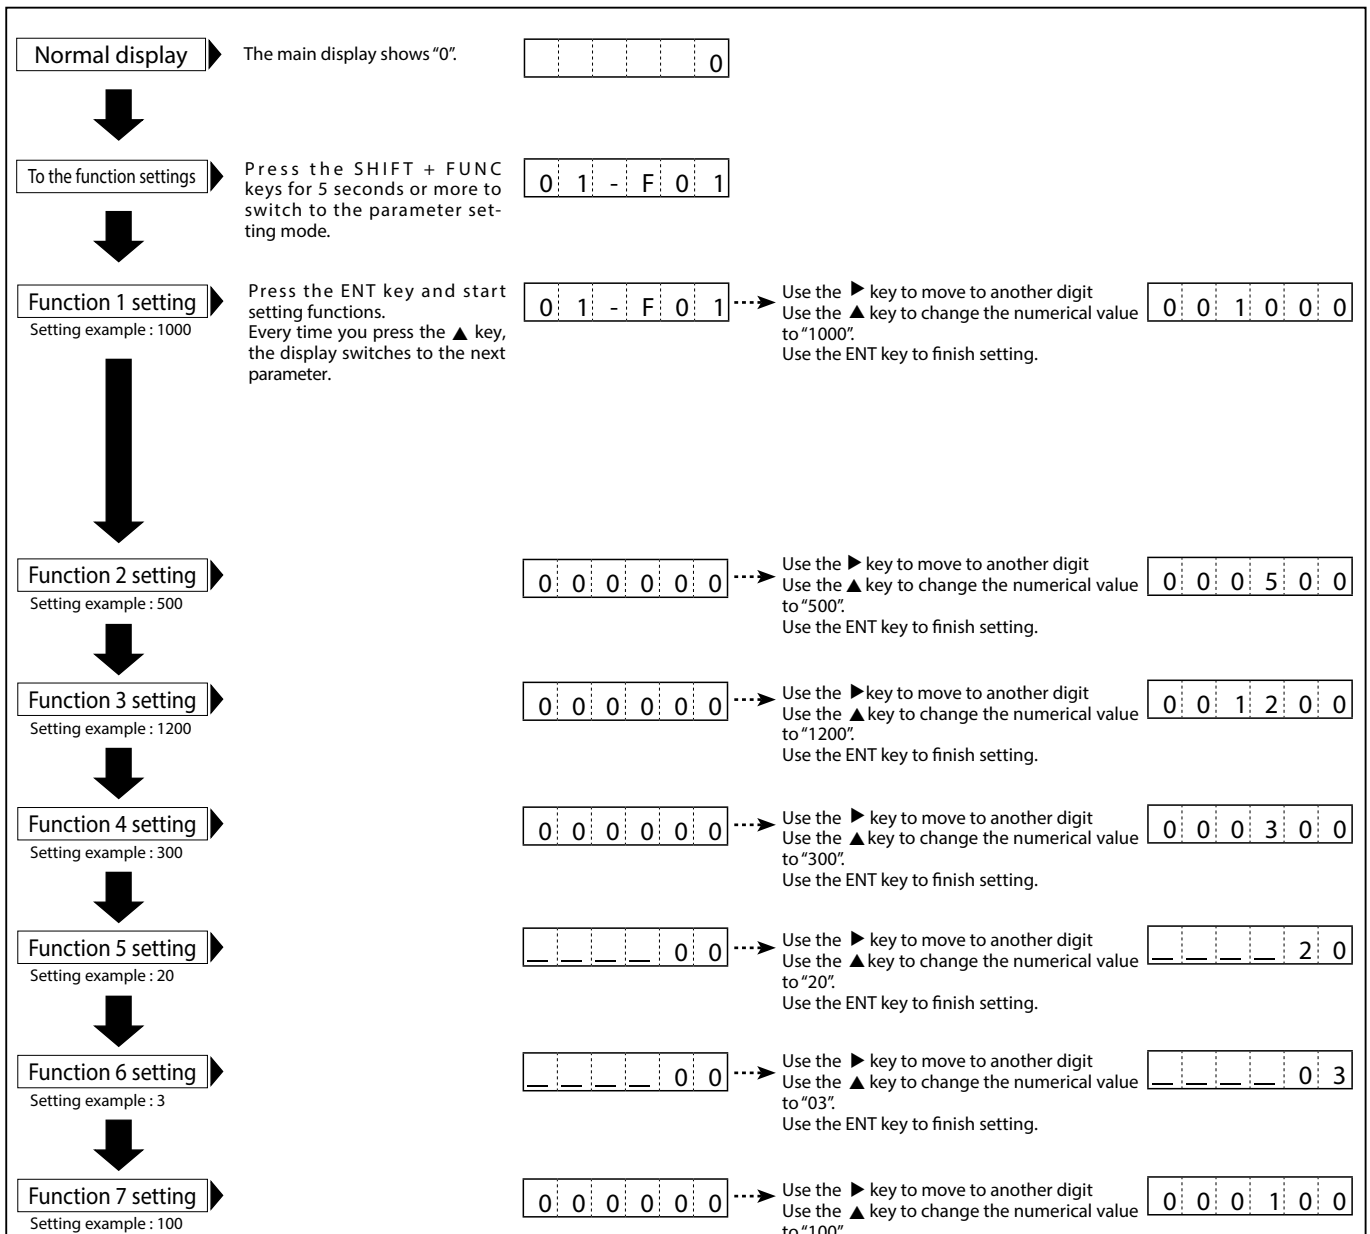 Normal display
The main display shows “0”.
0
To the function settings
Press the SHIFT + FUNC
keys for 5 seconds or more to
switch to the parameter set-
ting mode.
0 1 - F 0 1
Function 1 setting
Setting example : 1000
Press the ENT key and start
setting functions.
Every time you press the ▲ key,
the display switches to the next
parameter.
0 1 - F 0 1
Use the ▶ key to move to another digit
Use the ▲ key to change the numerical value
to “1000”.
Use the ENT key to finish setting.
0 0 1 0 0 0
Function 2 setting
Setting example : 500
0 0 0 0 0 0
Use the ▶ key to move to another digit
Use the ▲ key to change the numerical value
to “500”.
Use the ENT key to finish setting.
0 0 0 5 0 0
Function 3 setting
Setting example : 1200
0 0 0 0 0 0
Use the ▶ key to move to another digit
Use the ▲ key to change the numerical value
to “1200”.
Use the ENT key to finish setting.
0 0 1 2 0 0
Function 4 setting
Setting example : 300
0 0 0 0 0 0
Use the ▶ key to move to another digit
Use the ▲ key to change the numerical value
to “300”.
Use the ENT key to finish setting.
0 0 0 3 0 0
Function 5 setting
Setting example : 20
_ _ _ _ 0 0
Use the ▶ key to move to another digit
Use the ▲ key to change the numerical value
to “20”.
Use the ENT key to finish setting.
_ _ _ _ 2 0
Function 6 setting
Setting example : 3
_ _ _ _ 0 0
Use the ▶ key to move to another digit
Use the ▲ key to change the numerical value
to “03”.
Use the ENT key to finish setting.
_ _ _ _ 0 3
Function 7 setting
Setting example : 100
0 0 0 0 0 0
Use the ▶ key to move to another digit
Use the ▲ key to change the numerical value
to “100”
0 0 0 1 0 0